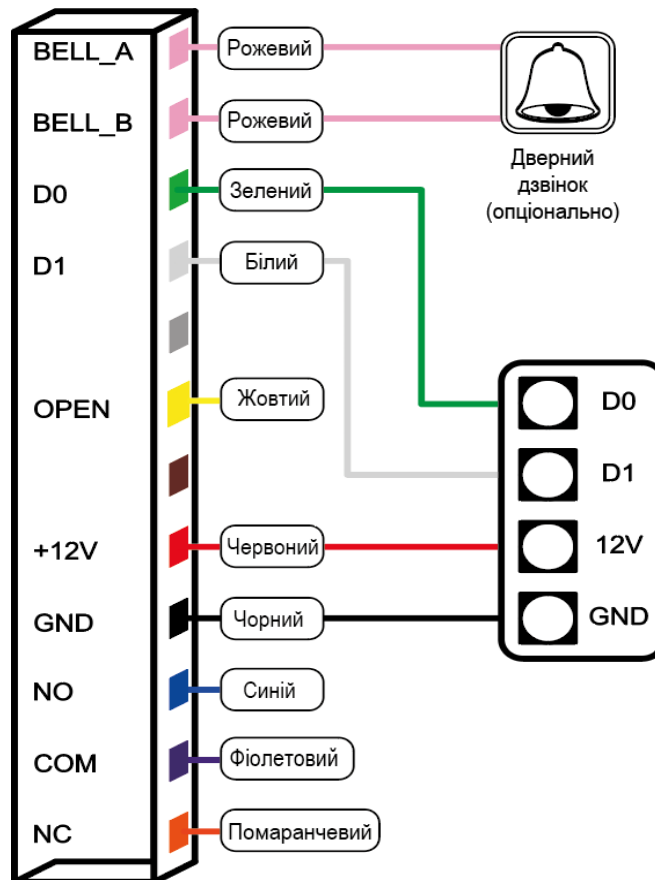 BELL_A
Рожевий
BELL_B
Рожевий
Дверний
дзвінок
(опціонально)
D0
Зелений
D1
Білий
OPEN
Жовтий
D0
D1
+12V
Червоний
12V
GND
Чорний
GND
NO
Синій
COM
Фіолетовий
NC
Помаранчевий